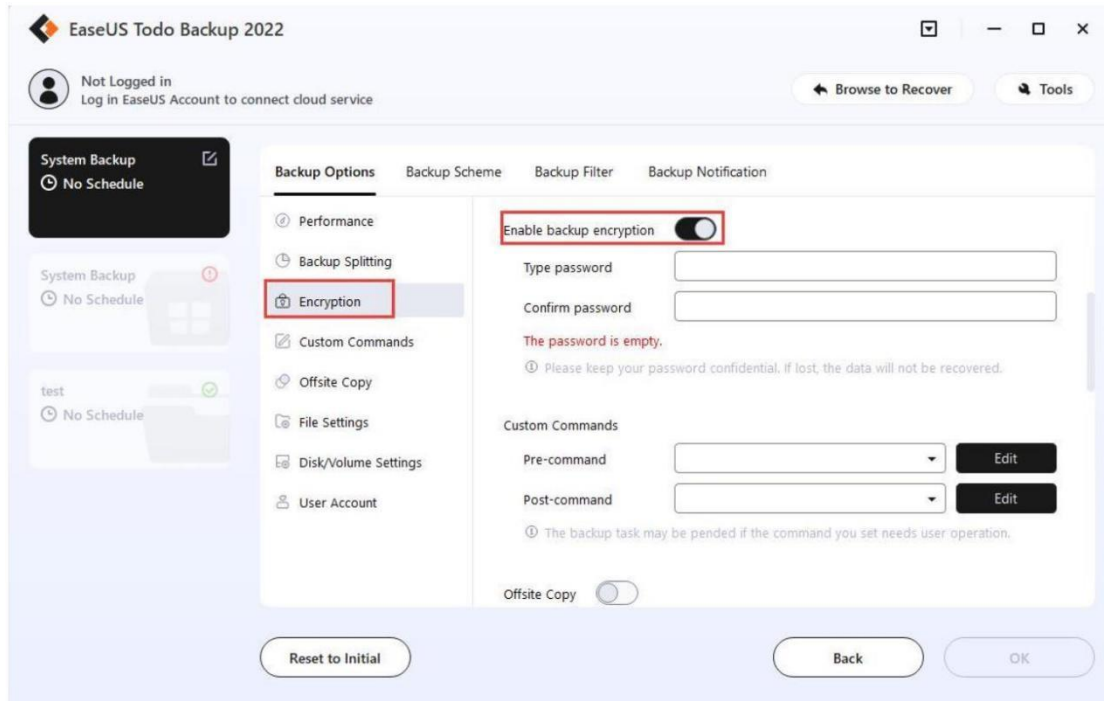 EaseUS Todo Backup 2022
Not Logged in
Log in EaseUS Account to connect cloud service
Browse to Recover
Tools
System Backup
No Schedule
System Backup
No Schedule
test
No Schedule
Backup Options
Backup Scheme
Backup Filter
Backup Notification
Performance
Backup Splitting
Encryption
Custom Commands
Offsite Copy
File Settings
Disk/Volume Settings
User Account
Enable backup encryption
Type password
Confirm password
The password is empty.
Please keep your password confidential. If lost, the data will not be recovered.
Custom Commands
Pre-command
Edit
Post-command
Edit
The backup task may be pended if the command you set needs user operation.
Offsite Copy
Reset to Initial
Back
OK